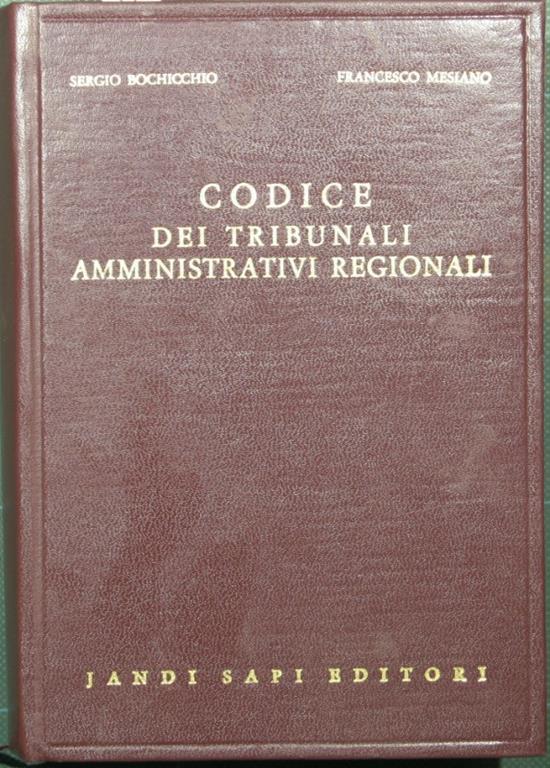 SERGIO BOCHICCHIO FRANCESCO MESIANO
CODICE
DEI TRIBUNALI
AMMINISTRATIVI REGIONALI
JANDI SAPI EDITORI